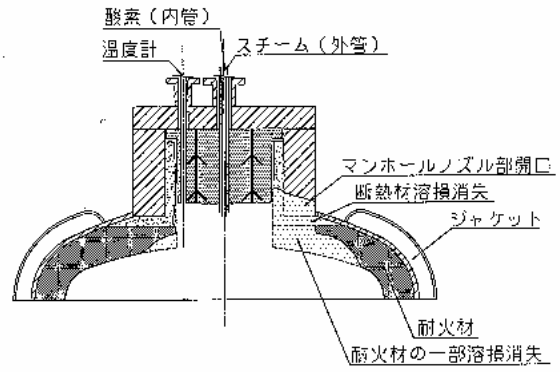 酸素（内管）
温度計
スチーム（外管）
マンホールノズル部開口
断熱材溶損消失
ジャケット
耐火材
耐火材の一部溶損消失